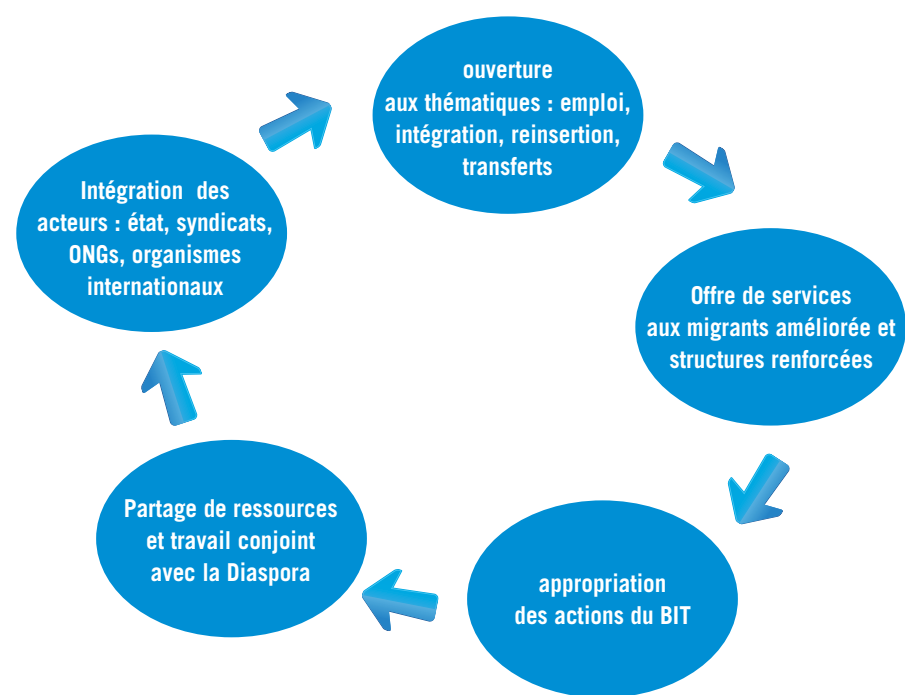 ouverture
aux thématiques : emploi,
intégration, reinsertion,
transferts
Offre de services
aux migrants améliorée et
structures renforcées
appropriation
des actions du BIT
Partage de ressources
et travail conjoint
avec la Diaspora
Intégration des
acteurs : état, syndicats,
ONGs, organismes
internationaux